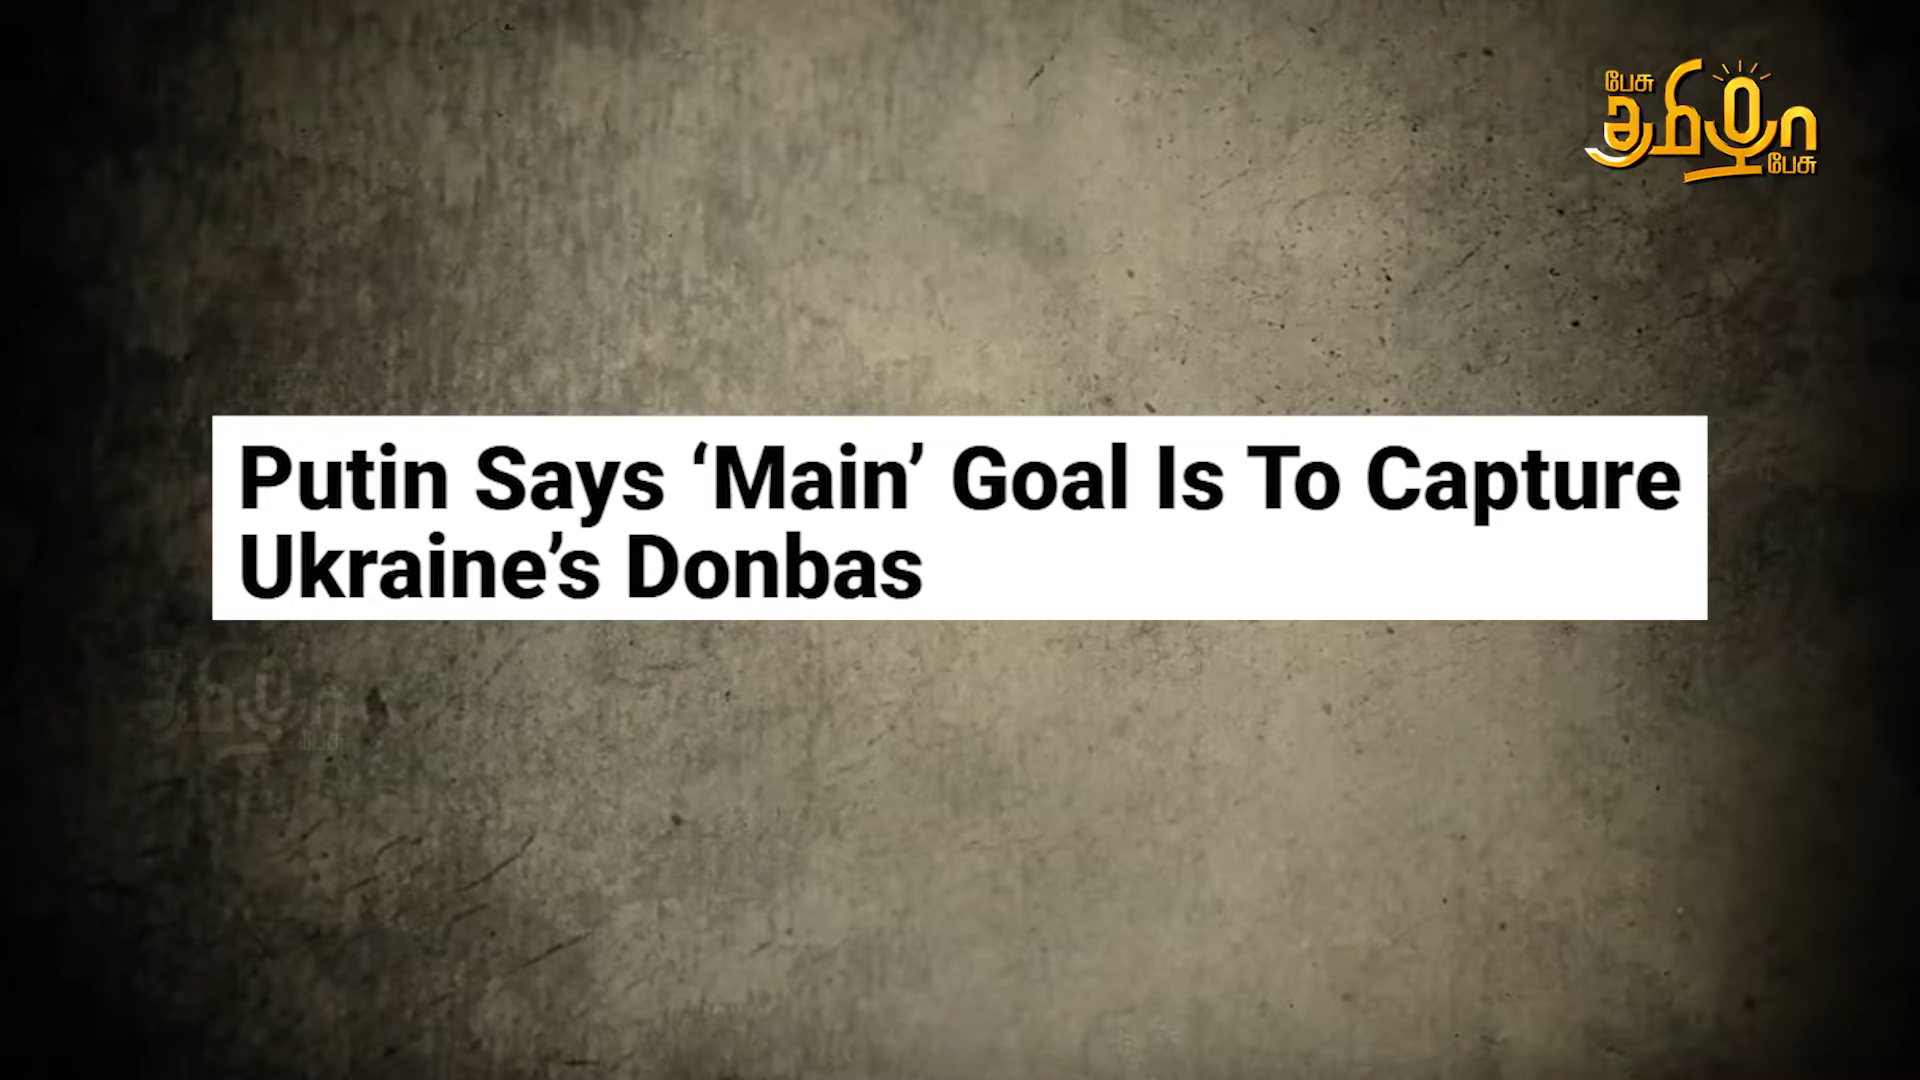 பேசு
தமிழா
பேசு
Putin Says ‘Main’ Goal Is To Capture
Ukraine’s Donbas